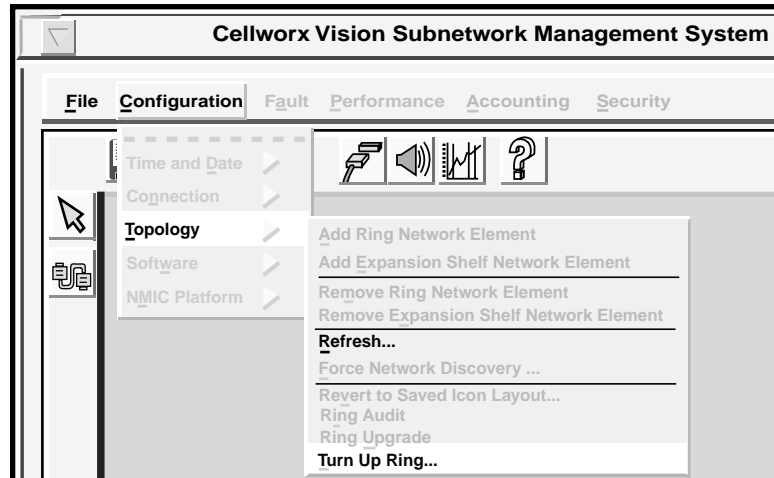 Cellworx Vision Subnetwork Management System
File Configuration Fault Performance Accounting Security
Time and Date
Connection
Topology
Software
NMIC Platform
Add Ring Network Element
Add Expansion Shelf Network Element
Remove Ring Network Element
Remove Expansion Shelf Network Element
Refresh...
Force Network Discovery ...
Revert to Saved Icon Layout...
Ring Audit
Ring Upgrade
Turn Up Ring...